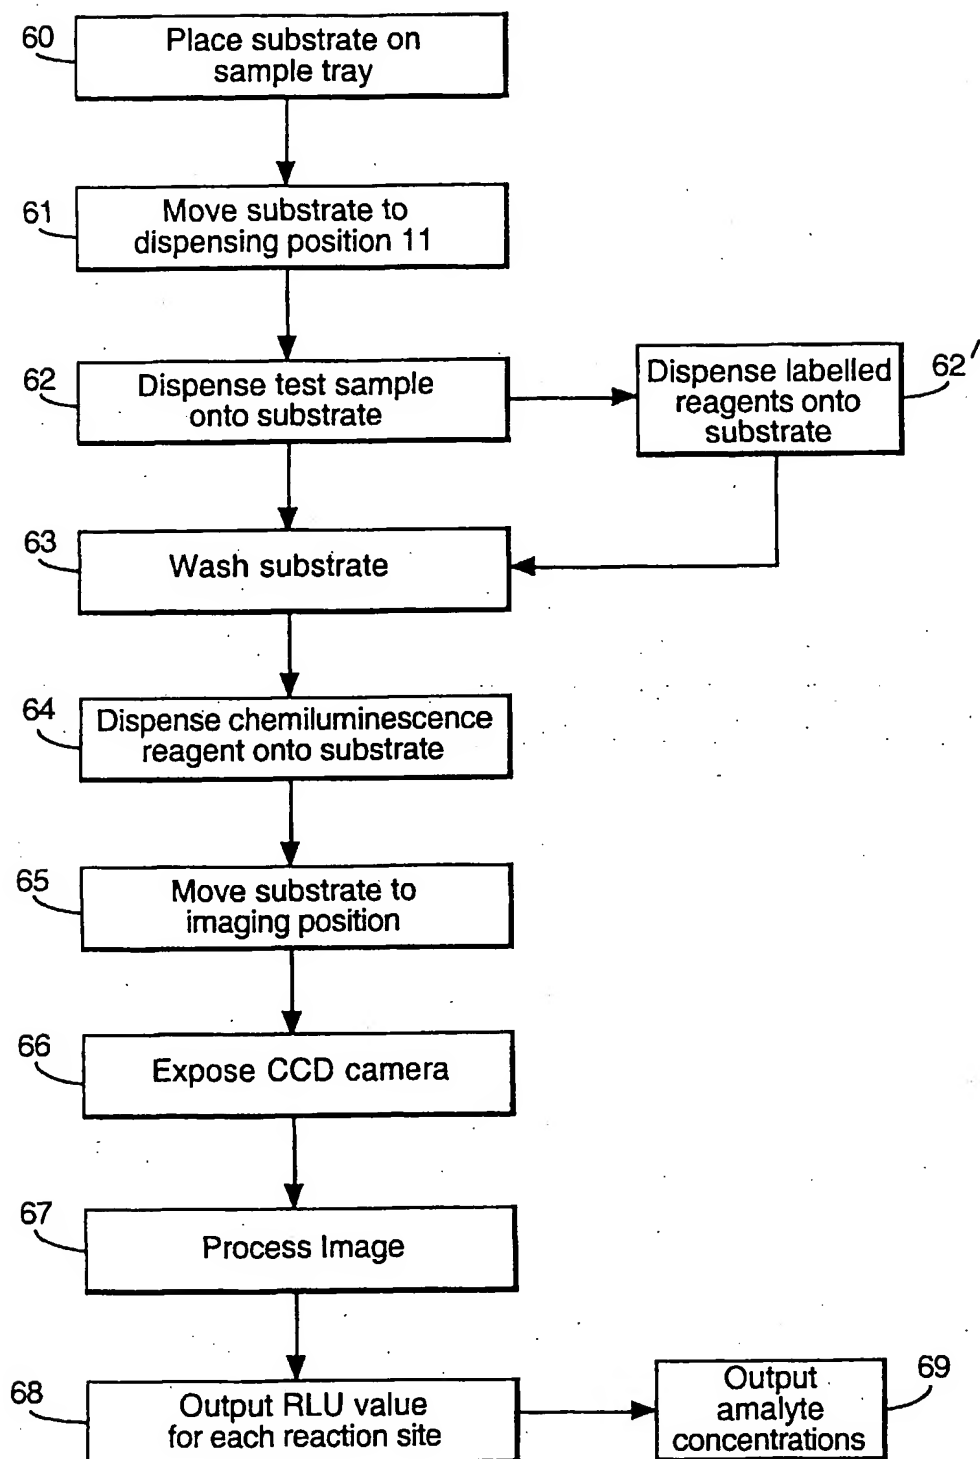 60
Place substrate on
sample tray
61
Move substrate to
dispensing position 11
62
Dispense test sample
onto substrate
Dispense labelled
reagents onto
substrate
62'
63
Wash substrate
64
Dispense chemiluminescence
reagent onto substrate
65
Move substrate to
imaging position
66
Expose CCD camera
67
Process Image
68
Output RLU value
for each reaction site
Output
amalyte
concentrations
69